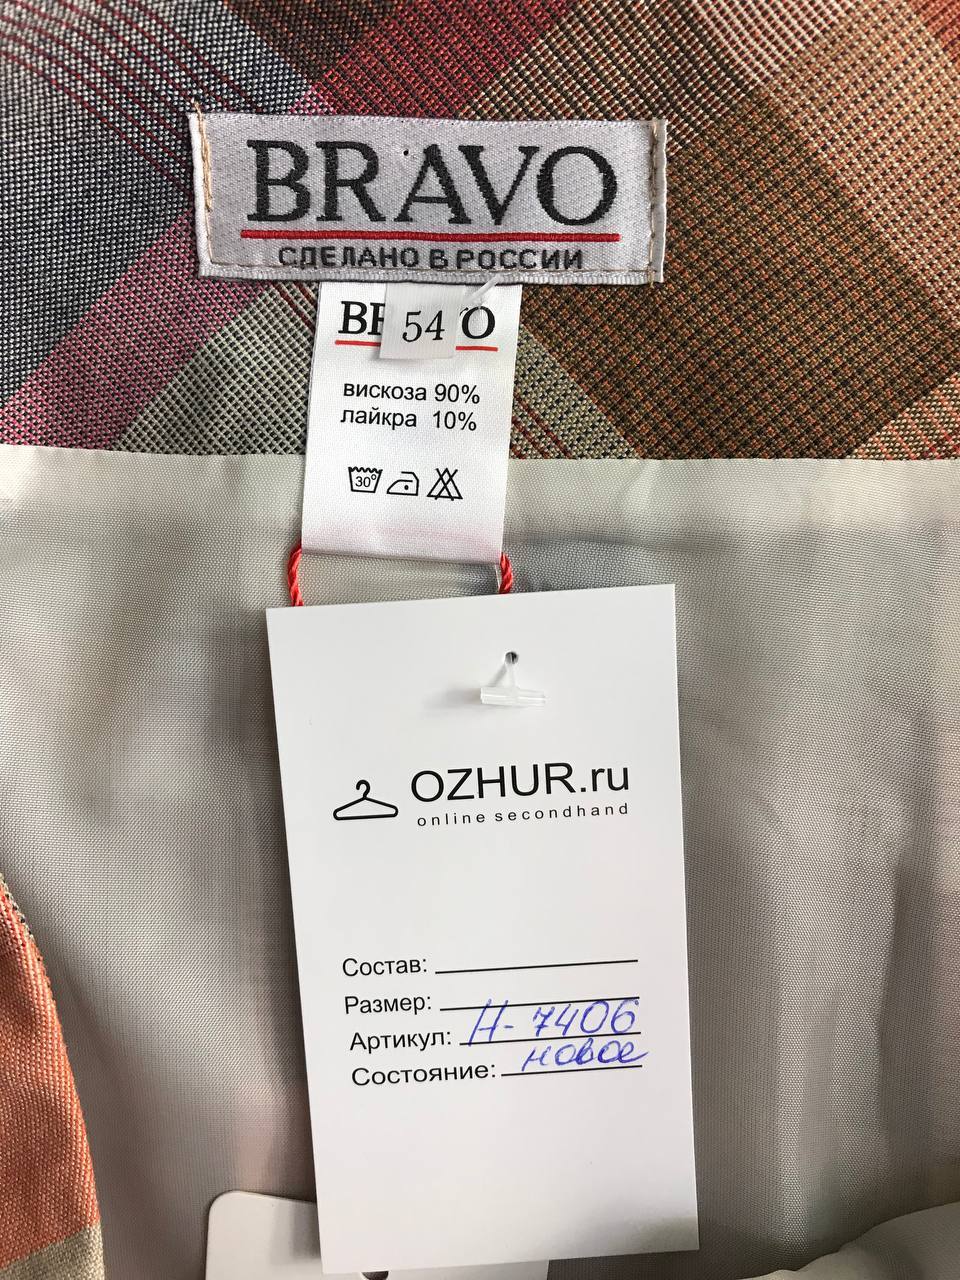 BRAVO
СДЕЛАНО В РОССИИ
54
вискоза 90%
лайкра 10%
30°
OZHUR.ru
online secondhand
Состав:
Размер:
Артикул: Н-7406
Состояние: новое